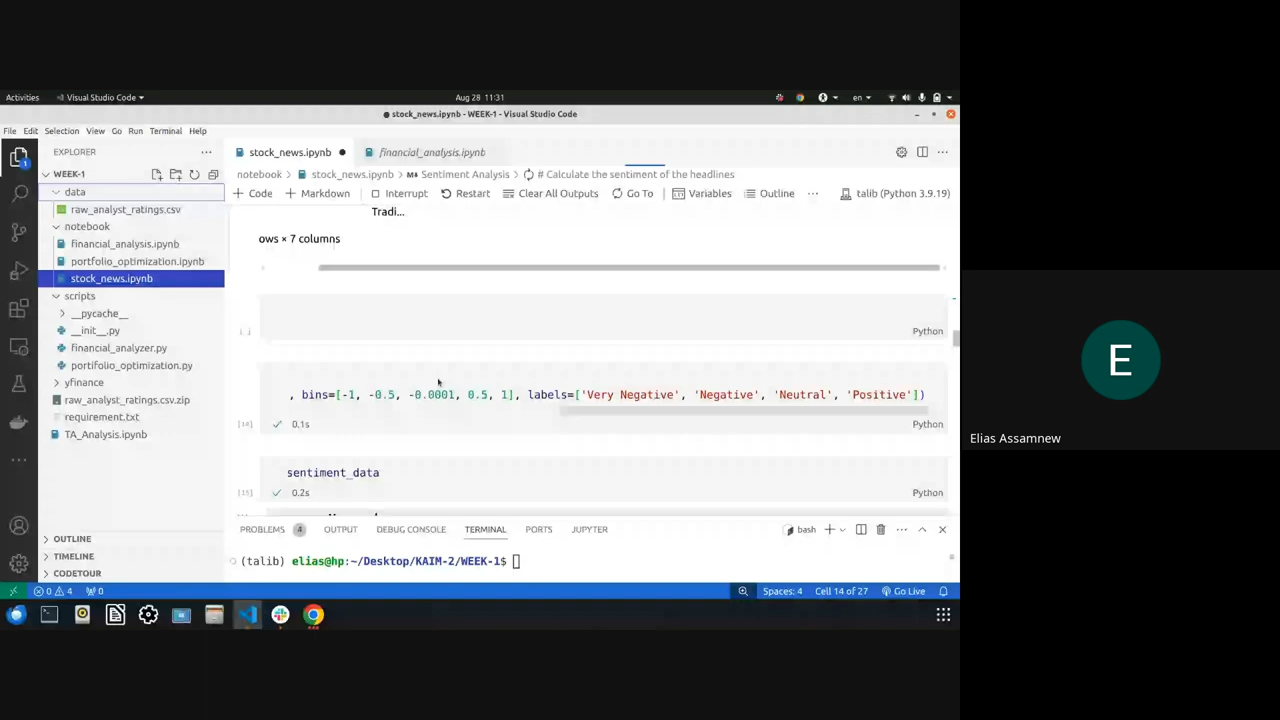 Activities
Visual Studio Code
Aug 28 11:31
en
stock_news.ipynb - WEEK-1 - Visual Studio Code
File Edit Selection View Go Run Terminal Help
EXPLORER
stock_news.ipynb
financial_analysis.ipynb
WEEK-1
notebook > stock_news.ipynb > Sentiment Analysis > # Calculate the sentiment of the headlines
+ Code + Markdown Interrupt Restart Clear All Outputs Go To Variables Outline ... talib (Python 3.9.19)
data
raw_analyst_ratings.csv
notebook
financial_analysis.ipynb
portfolio_optimization.ipynb
stock_news.ipynb
scripts
__pycache__
__init__.py
financial_analyzer.py
portifolio_optimization.py
yfinance
raw_analyst_ratings.csv.zip
requirement.txt
TA_Analysis.ipynb
OUTLINE
TIMELINE
CODETOUR
Tradi...
ows × 7 columns
[ ]
Python
, bins=[-1, -0.5, -0.0001, 0.5, 1], labels=['Very Negative', 'Negative', 'Neutral', 'Positive'])
[14] 0.1s Python
sentiment_data
[15] 0.2s Python
PROBLEMS 4 OUTPUT DEBUG CONSOLE TERMINAL PORTS JUPYTER bash
(talib) elias@hp:~/Desktop/KAIM-2/WEEK-1$
0 4 0 Spaces: 4 Cell 14 of 27 Go Live
E
Elias Assamnew